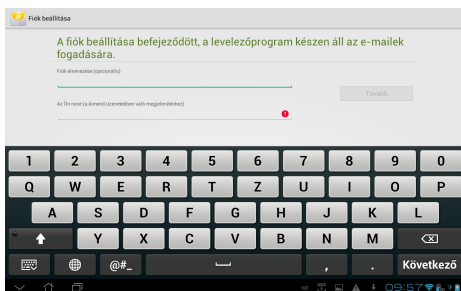 Fiók beállítása
A fiók beállítása befejeződött, a levelezőprogram készen áll az e-mailek
fogadására.
Fiók elnevezése (opcionális)
Tovább
Az Ön neve (a kimenő üzenetekben való megjelenítéshez)
1 2 3 4 5 6 7 8 9 0
Q W E R T Z U I O P
A S D F G H J K L
Y X C V B N M
@#_ , . Következő
09:57